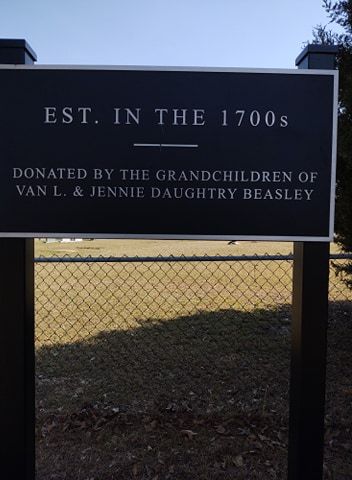 EST. IN THE 1700s
DONATED BY THE GRANDCHILDREN OF
VAN L. & JENNIE DAUGHTRY BEASLEY